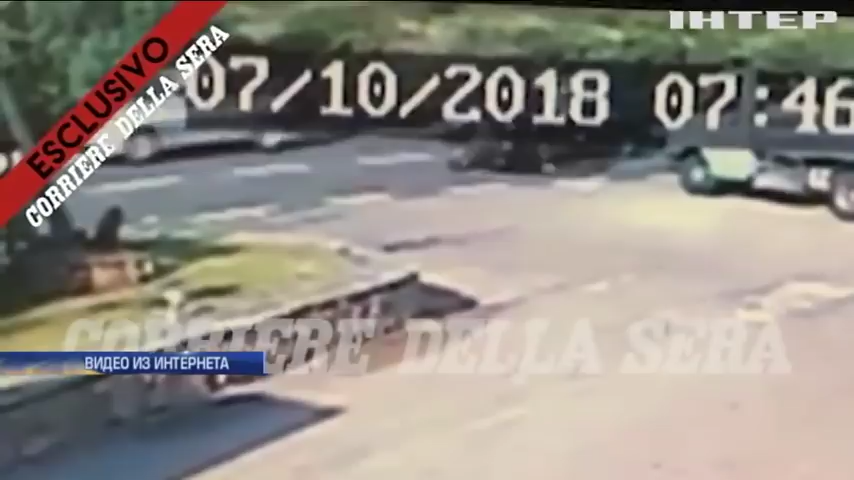 ІНТЕР
ESCLUSIVO
CORRIERE DELLA SERA
07/10/2018 07:46
CORRIERE DELLA SERA
ВИДЕО ИЗ ИНТЕРНЕТА